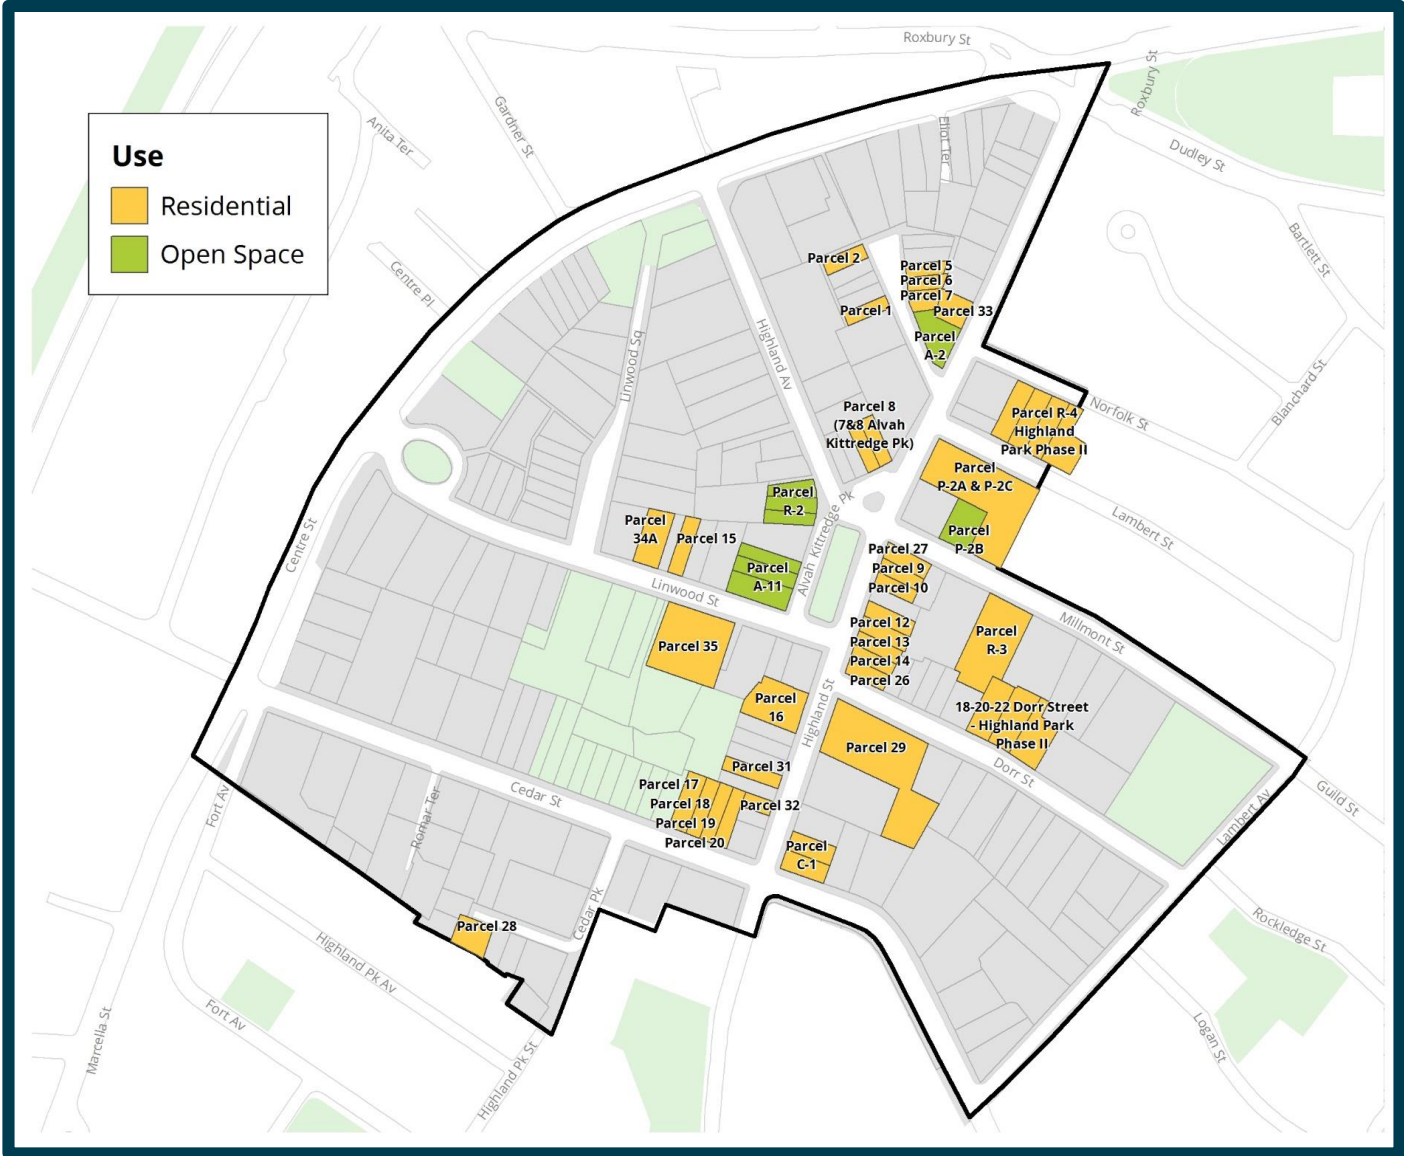 Roxbury St
Roxbury St
Gardner St
Anita Ter
Eliot Ter
Dudley St
Use
Residential
Open Space
Bartlett St
Centre Pl
Parcel 2
Parcel 5
Parcel 6
Parcel 7
Parcel 1
Parcel 33
Parcel
A-2
Linwood Sq
Highland Av
Blanchard St
Norfolk St
Parcel 8
(7&8 Alvah
Kittredge Pk)
Parcel R-4
Highland
Park Phase II
Parcel
P-2A & P-2C
Parcel
R-2
Alvah Kittredge Pk
Parcel
P-2B
Lambert St
Centre St
Parcel
34A
Parcel 15
Parcel
A-11
Linwood St
Parcel 27
Parcel 9
Parcel 10
Parcel 12
Parcel 13
Parcel 14
Parcel 26
Parcel
R-3
Millmont St
Parcel 35
Parcel
16
Highland St
18-20-22 Dorr Street
- Highland Park
Phase II
Parcel 29
Dorr St
Parcel 31
Parcel 17
Parcel 18
Parcel 19
Parcel 20
Parcel 32
Cedar St
Romar Ter
Fort Av
Guild St
Lambert Av
Parcel
C-1
Cedar Pk
Parcel 28
Highland Pk Av
Rockledge St
Fort Av
Marcella St
Highland Pk St
Logan St